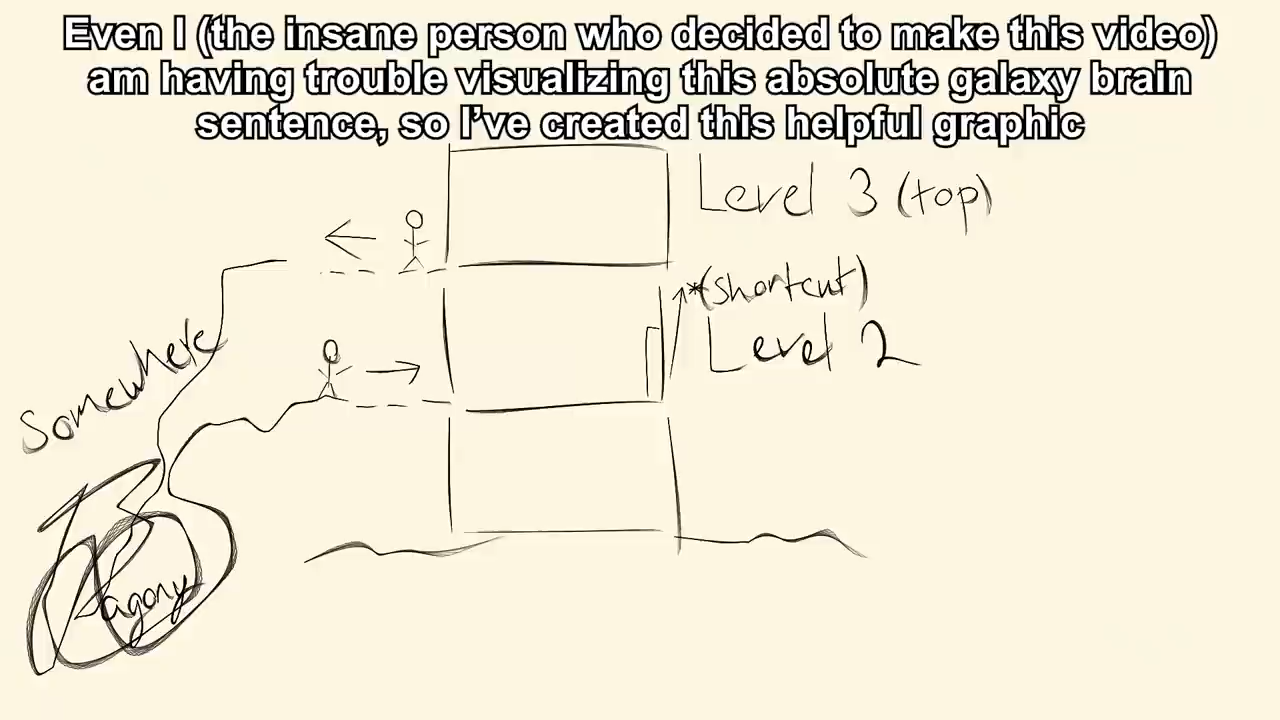 Even I (the insane person who decided to make this video)
am having trouble visualizing this absolute galaxy brain
sentence, so I've created this helpful graphic
Level 3 (top)
*(shortcut)
Level 2
Somewhere
agony